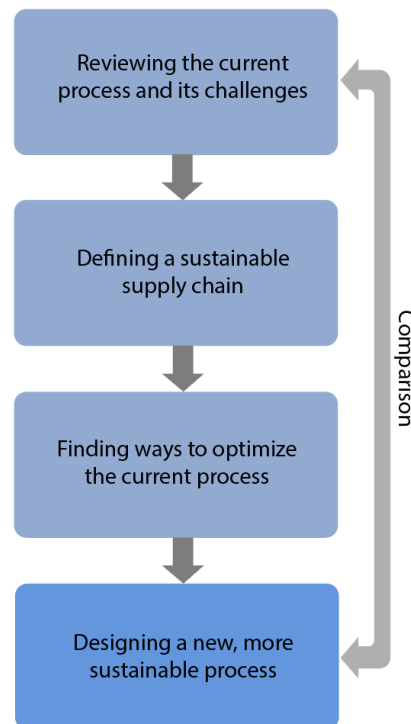 Reviewing the current
process and its challenges
Defining a sustainable
supply chain
Finding ways to optimize
the current process
Designing a new, more
sustainable process
Comparison